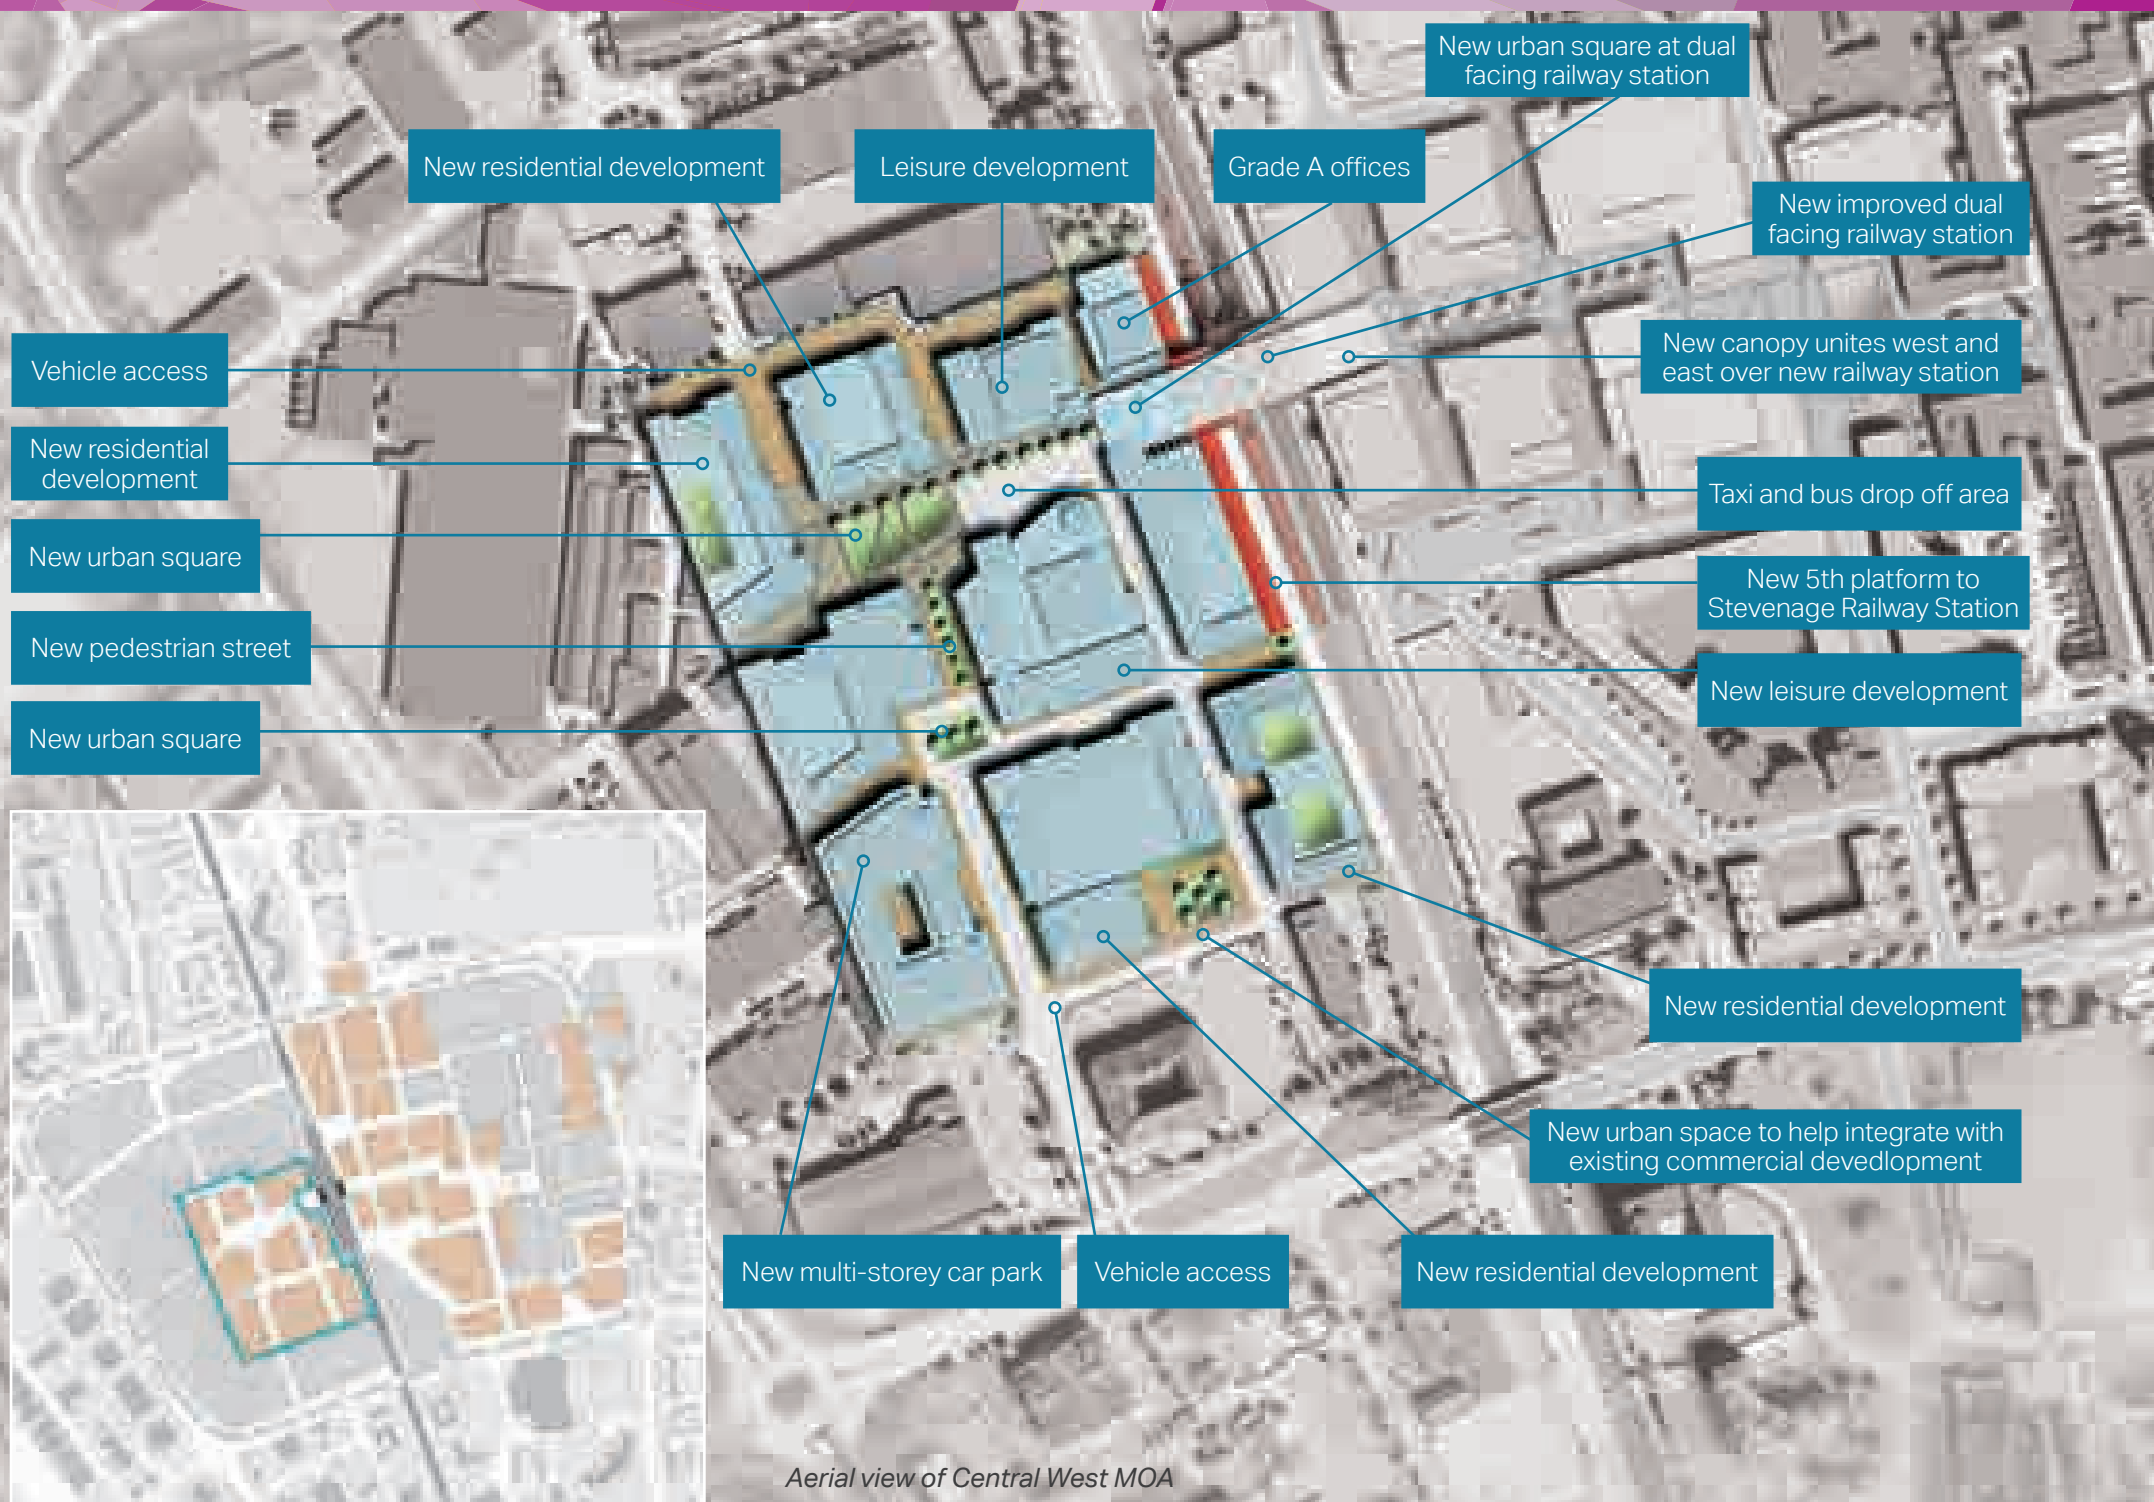 New urban square at dual
facing railway station
New residential development
Leisure development
Grade A offices
New improved dual
facing railway station
Vehicle access
New canopy unites west and
east over new railway station
New residential
development
Taxi and bus drop off area
New urban square
New 5th platform to
Stevenage Railway Station
New pedestrian street
New leisure development
New urban square
New residential development
New urban space to help integrate with
existing commercial devedlopment
New multi-storey car park
Vehicle access
New residential development
Aerial view of Central West MOA